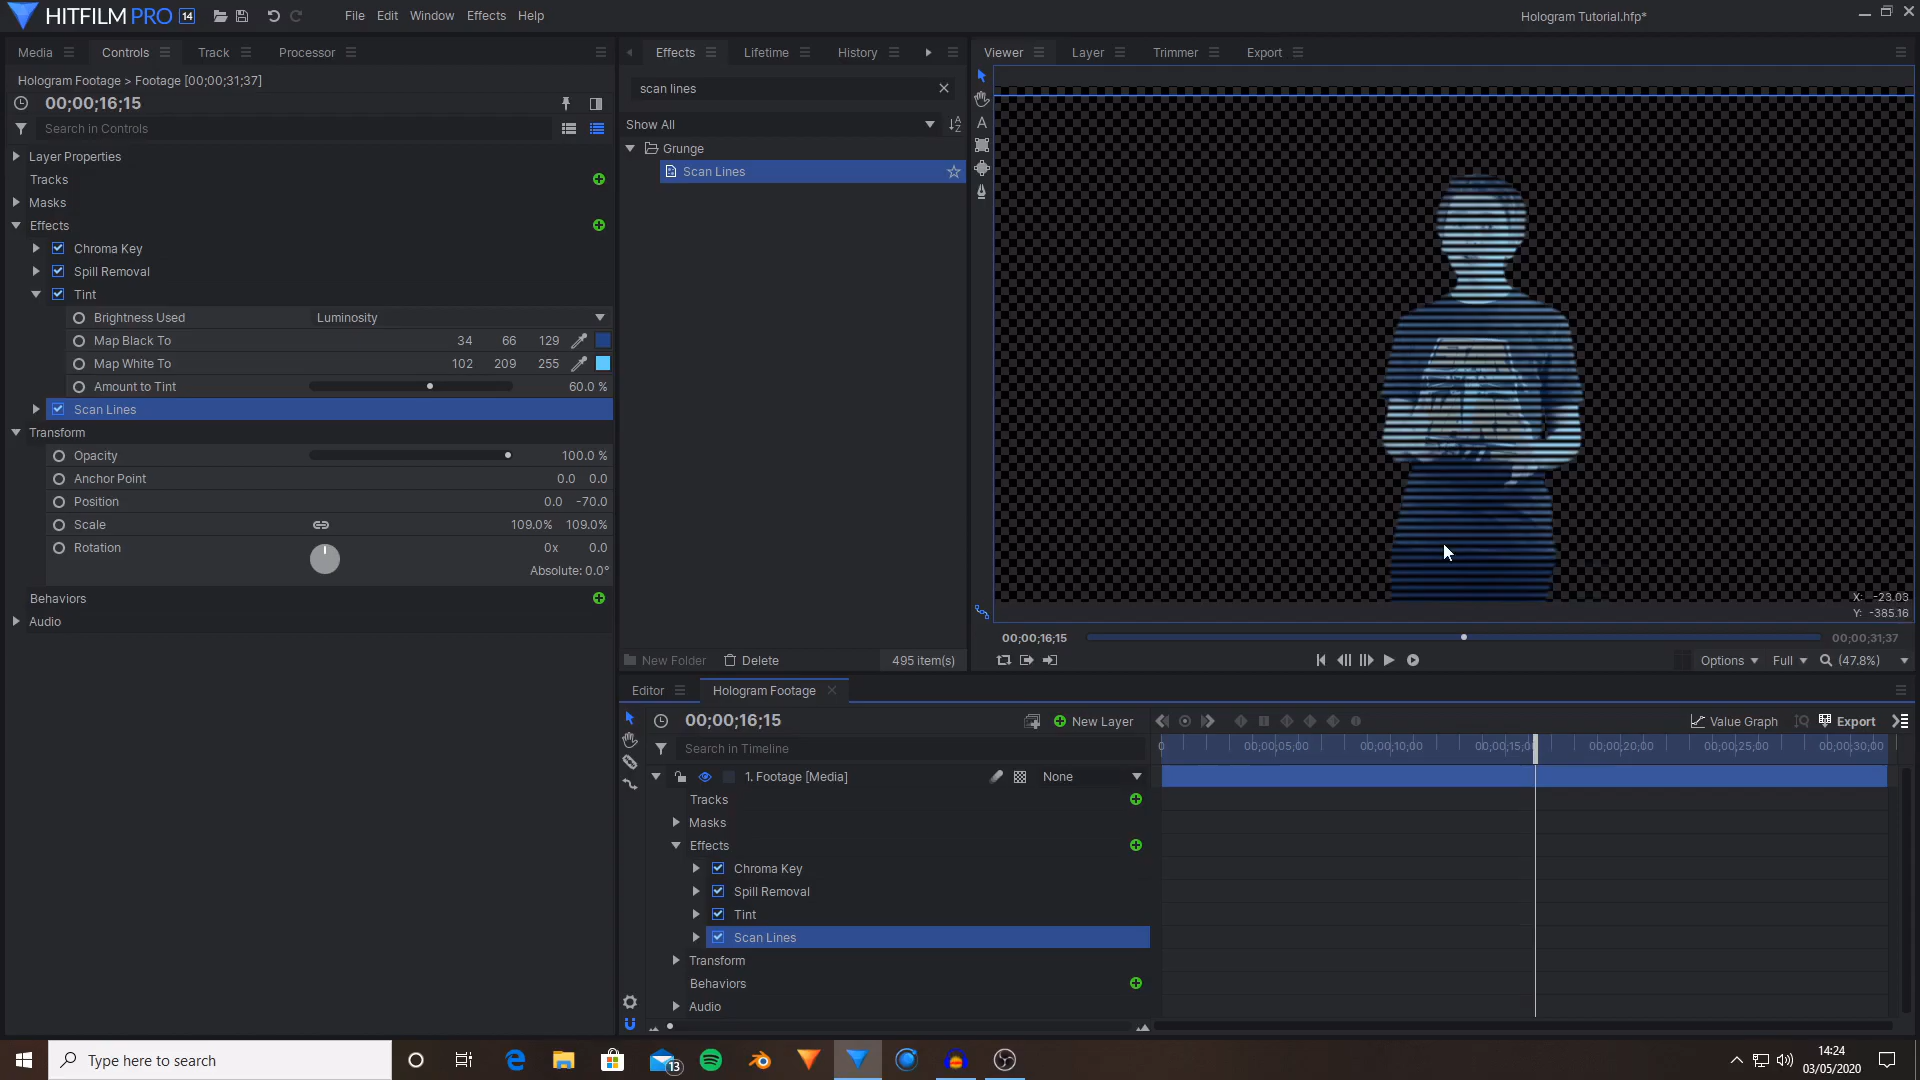 HITFILM PRO 14 File Edit Window Effects Help Hologram Tutorial.hfp*
Media Controls Track Processor Effects Lifetime History Viewer Layer Trimmer Export
Hologram Footage > Footage [00;00;31;37]
00;00;16;15
Search in Controls
Layer Properties
Tracks
Masks
Effects
Chroma Key
Spill Removal
Tint
Brightness Used Luminosity
Map Black To 34 66 129
Map White To 102 209 255
Amount to Tint 60.0 %
Scan Lines
Transform
Opacity 100.0 %
Anchor Point 0.0 0.0
Position 0.0 -70.0
Scale 109.0% 109.0%
Rotation 0x 0.0
Absolute: 0.0°
Behaviors
Audio
scan lines
Show All
Grunge
Scan Lines
New Folder Delete 495 item(s)
X: -23.03
Y: -385.16
00;00;16;15 00;00;31;37
Options Full (47.8%)
Editor Hologram Footage
00;00;16;15 New Layer Value Graph Export
Search in Timeline
0 00;00;05;00 00;00;10;00 00;00;15;00 00;00;20;00 00;00;25;00 00;00;30;00
1. Footage [Media] None
Tracks
Masks
Effects
Chroma Key
Spill Removal
Tint
Scan Lines
Transform
Behaviors
Audio
Type here to search
13
14:24
03/05/2020